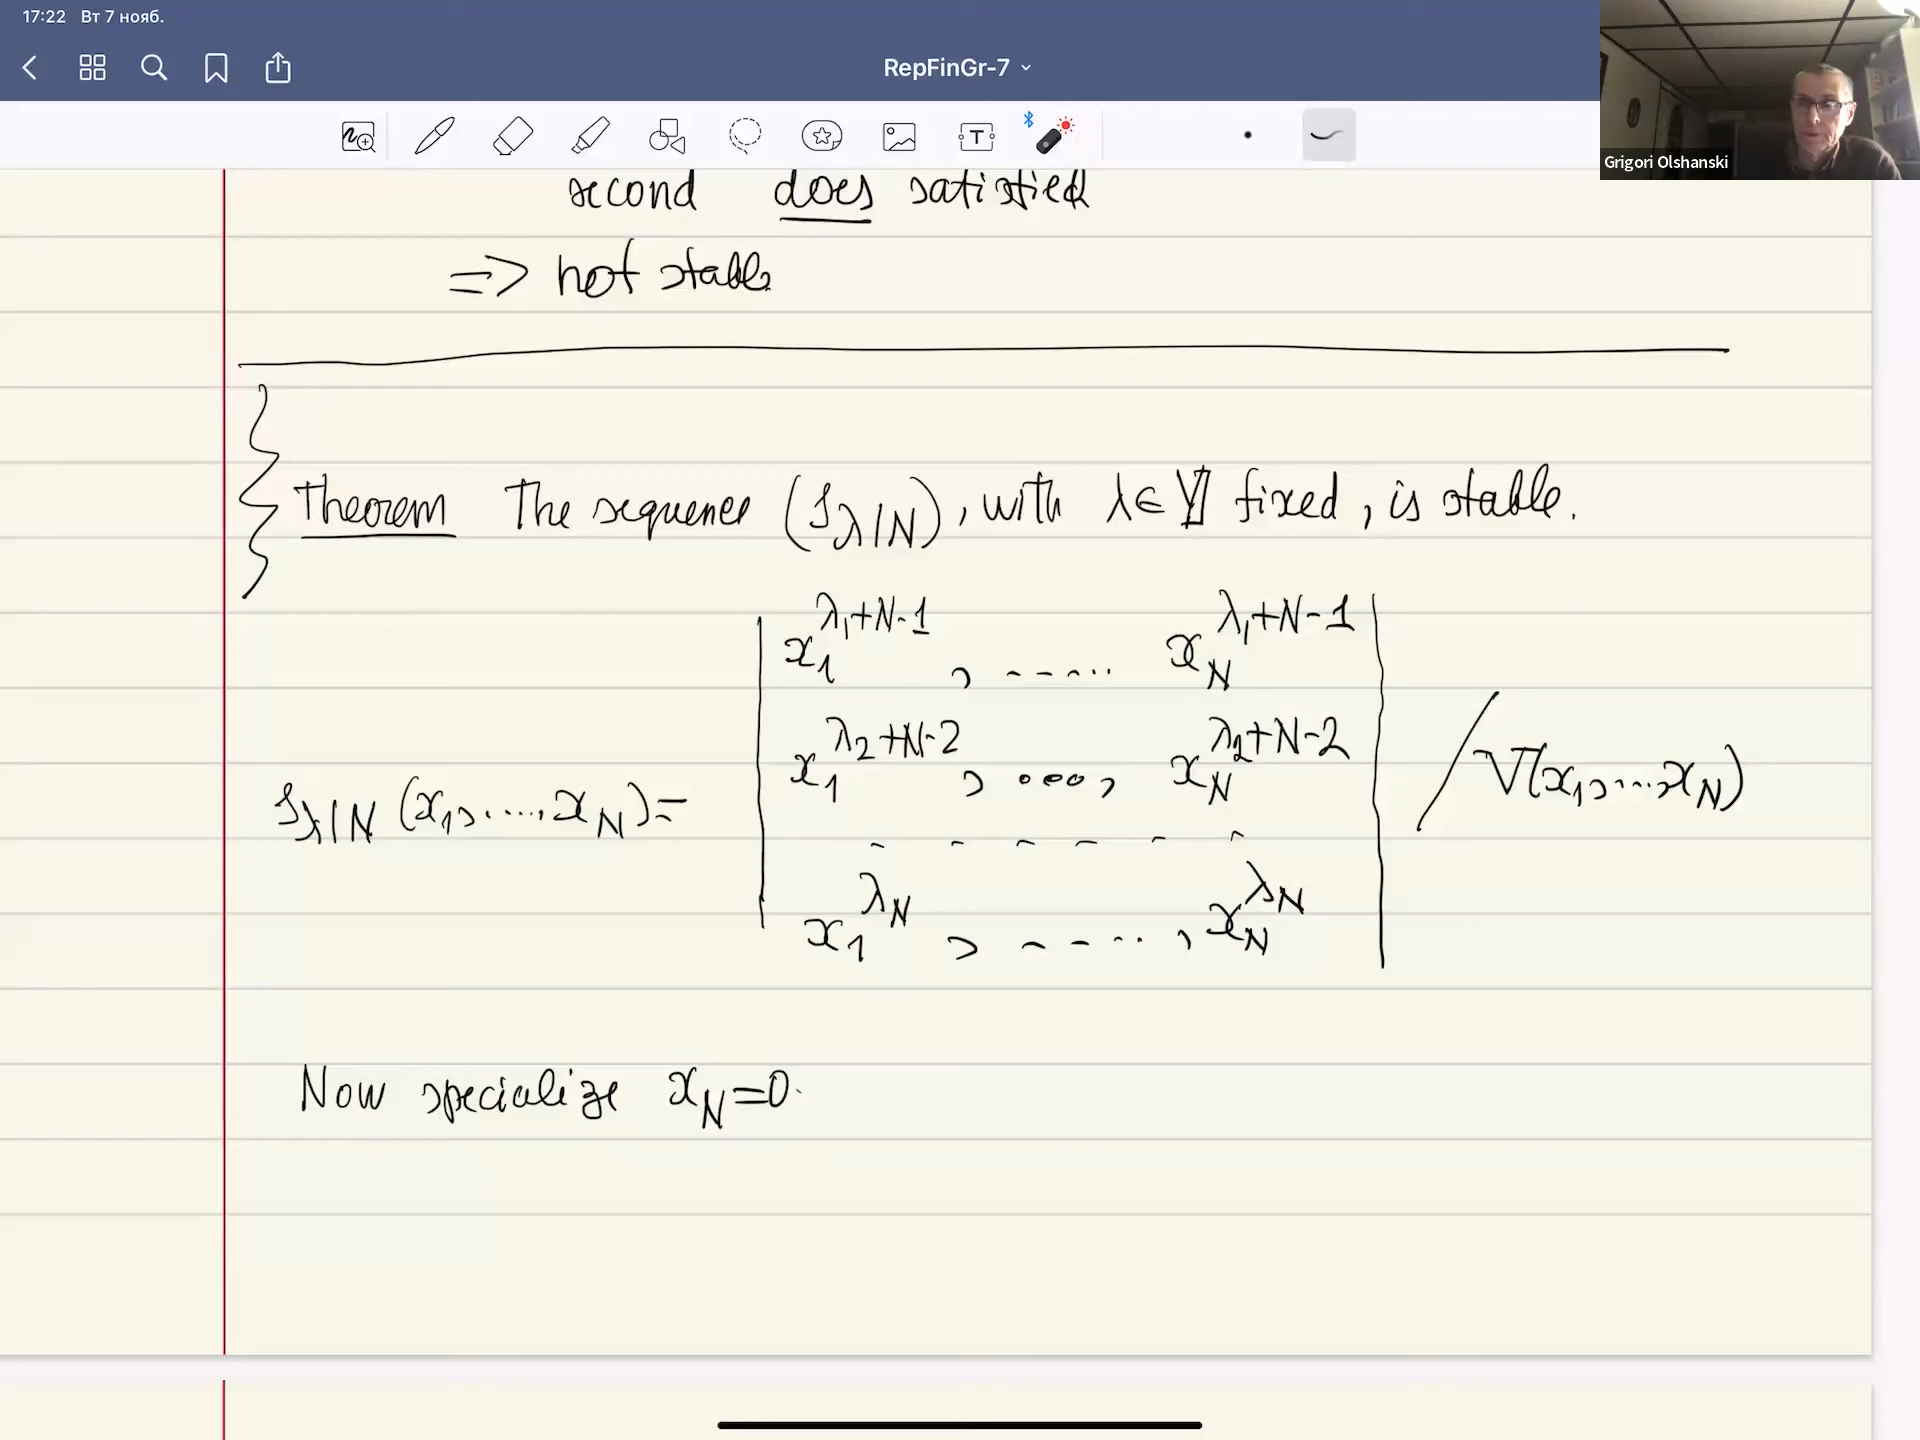 17:22 Вт 7 нояб.
RepFinGr-7
Grigori Olshanski
second does satisfied
=> not stable
Theorem The sequence (s_{λ|N}), with λ∈𝕐 fixed, is stable.
x_1^{λ_1+N-1}, ..... x_N^{λ_1+N-1}
x_1^{λ_2+N-2}, ...., x_N^{λ_2+N-2}
s_{λ|N}(x_1,....,x_N)= / V(x_1,...,x_N)
- - - - - -
x_1^{λ_N}, ....., x_N^{λ_N}
Now specialize x_N=0.